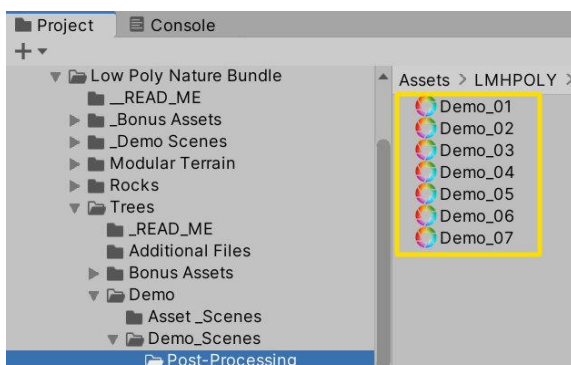 Project
Console
Low Poly Nature Bundle
__READ_ME
_Bonus Assets
_Demo Scenes
Modular Terrain
Rocks
Trees
_READ_ME
Additional Files
Bonus Assets
Demo
Asset _Scenes
Demo_Scenes
Post-Processing
Assets > LMHPOLY >
Demo_01
Demo_02
Demo_03
Demo_04
Demo_05
Demo_06
Demo_07